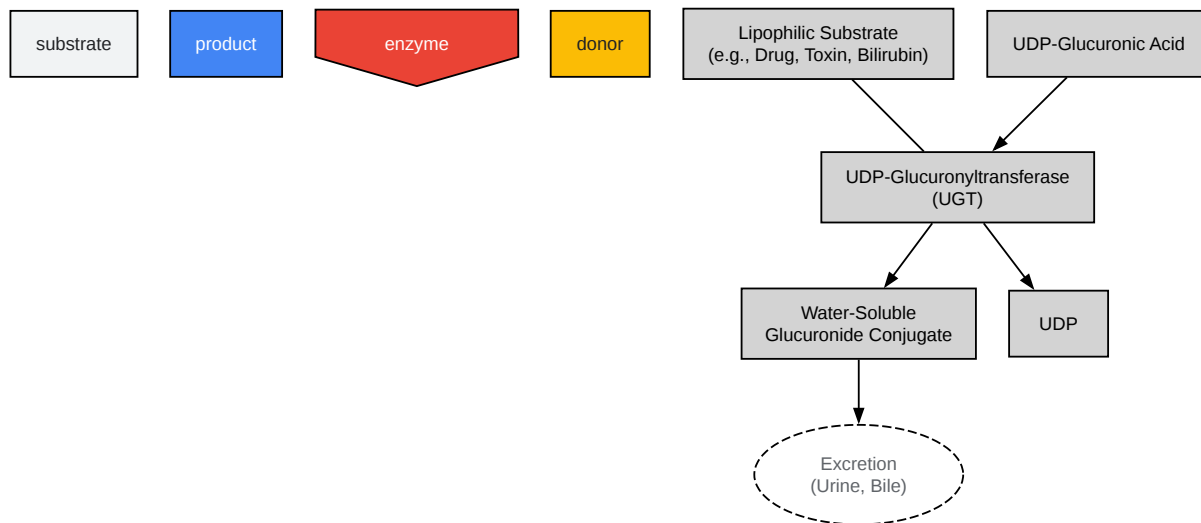 substrate
product
enzyme
donor
Lipophilic Substrate
(e.g., Drug, Toxin, Bilirubin)
UDP-Glucuronic Acid
UDP-Glucuronyltransferase
(UGT)
Water-Soluble
Glucuronide Conjugate
UDP
Excretion
(Urine, Bile)